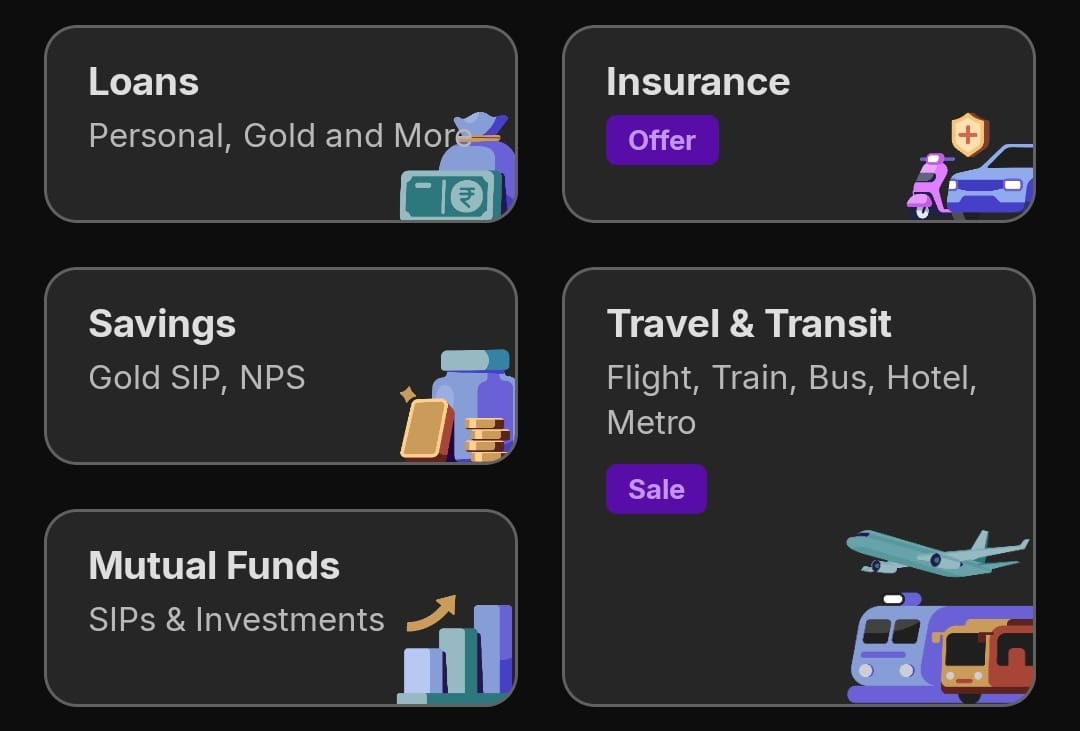 Loans
Personal, Gold and More
Insurance
Offer
Savings
Gold SIP, NPS
Travel & Transit
Flight, Train, Bus, Hotel,
Metro
Sale
Mutual Funds
SIPs & Investments
₹